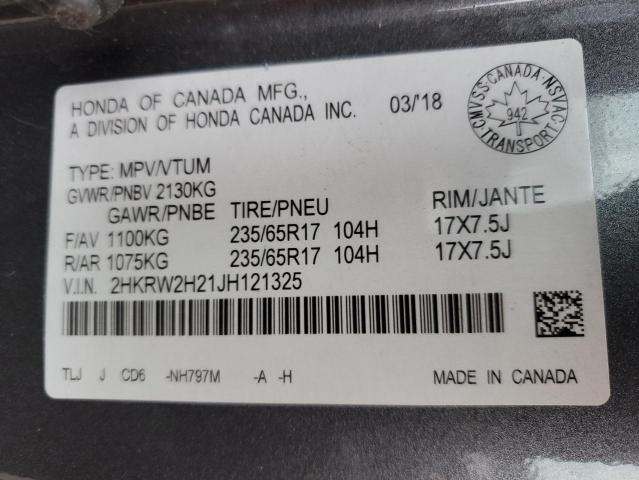 HONDA OF CANADA MFG.,
A DIVISION OF HONDA CANADA INC. 03/'18
CMVSS·CANADA·NSVAC
942
TRANSPORT
TYPE: MPV/VTUM
GVWR/PNBV 2130KG
GAWR/PNBE TIRE/PNEU RIM/JANTE
F/AV 1100KG 235/65R17 104H 17X7.5J
R/AR 1075KG 235/65R17 104H 17X7.5J
V.I.N. 2HKRW2H21JH121325
TLJ J CD6 -NH797M -A -H MADE IN CANADA